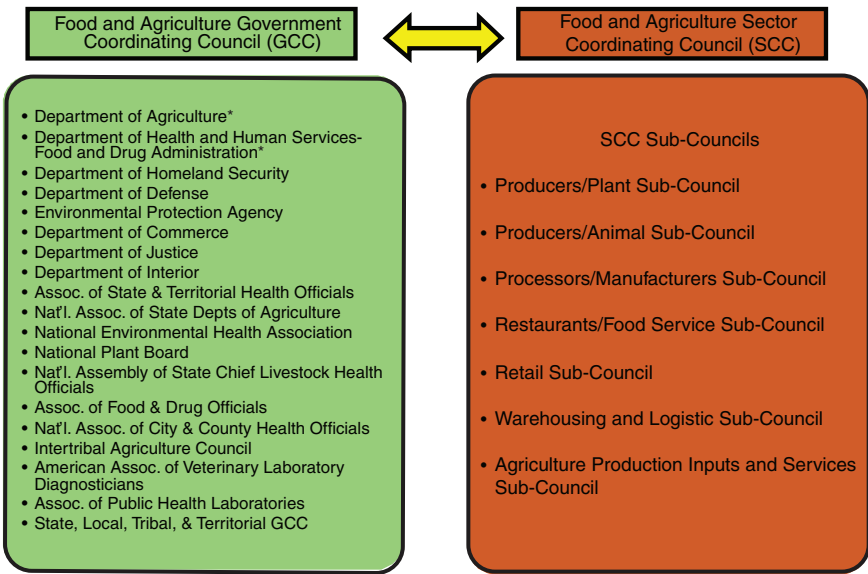 Food and Agriculture Government
Coordinating Council (GCC)
Food and Agriculture Sector
Coordinating Council (SCC)
• Department of Agriculture*
• Department of Health and Human Services-
Food and Drug Administration*
• Department of Homeland Security
• Department of Defense
• Environmental Protection Agency
• Department of Commerce
• Department of Justice
• Department of Interior
• Assoc. of State & Territorial Health Officials
• Nat'l. Assoc. of State Depts of Agriculture
• National Environmental Health Association
• National Plant Board
• Nat'l. Assembly of State Chief Livestock Health
Officials
• Assoc. of Food & Drug Officials
• Nat'l. Assoc. of City & County Health Officials
• Intertribal Agriculture Council
• American Assoc. of Veterinary Laboratory
Diagnosticians
• Assoc. of Public Health Laboratories
• State, Local, Tribal, & Territorial GCC
SCC Sub-Councils
• Producers/Plant Sub-Council
• Producers/Animal Sub-Council
• Processors/Manufacturers Sub-Council
• Restaurants/Food Service Sub-Council
• Retail Sub-Council
• Warehousing and Logistic Sub-Council
• Agriculture Production Inputs and Services
Sub-Council